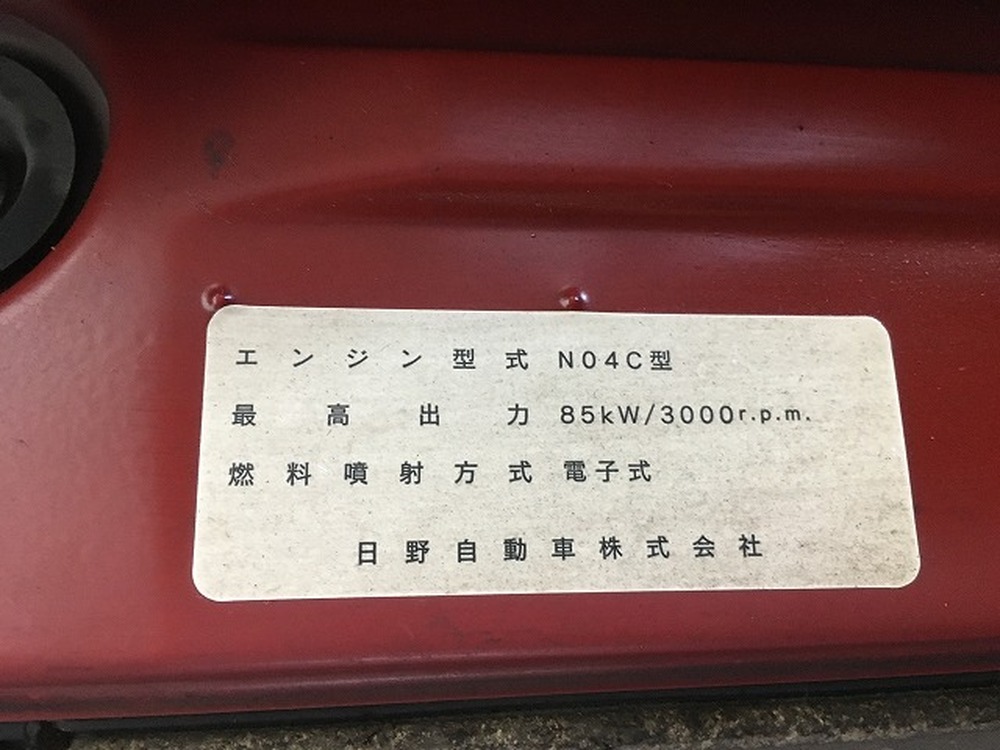 エンジン型式 N04C型
最高出力 85kW/3000r.p.m.
燃料噴射方式 電子式
日野自動車株式会社